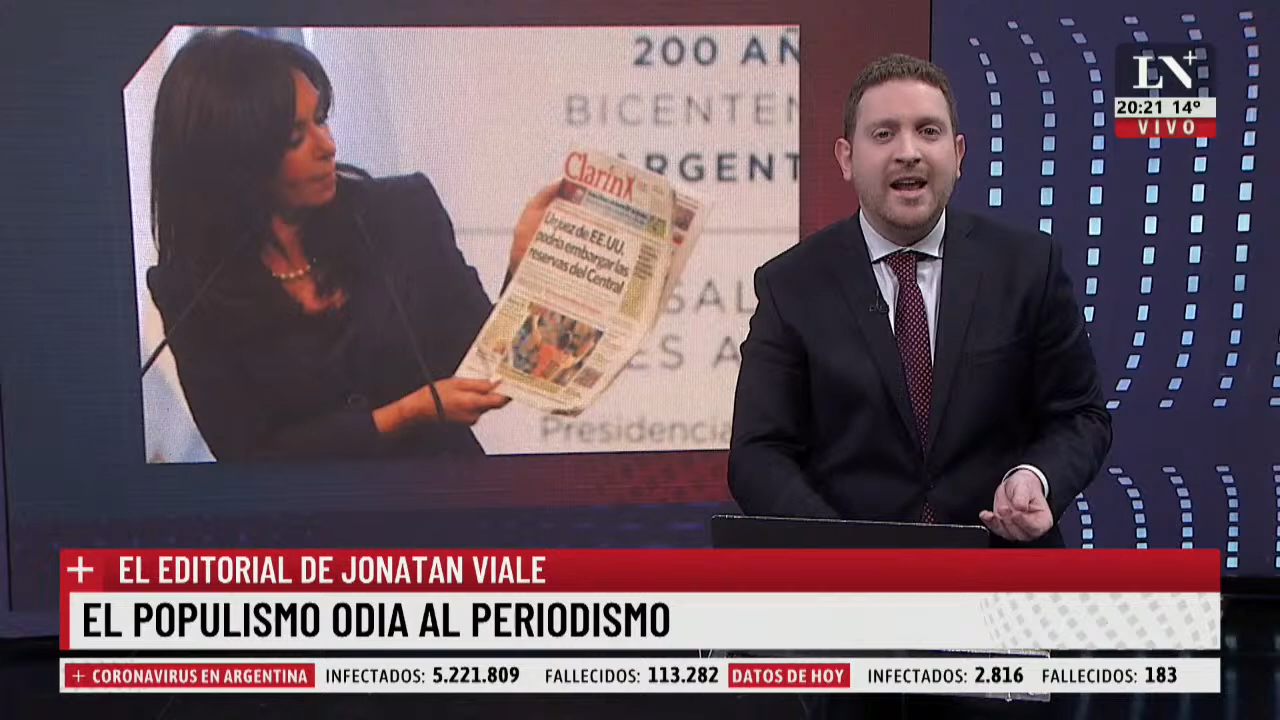 200 AÑ
BICENTEN
ARGENT
Clarín X
Un juez de EE.UU.
podría embargar las
reservas del Central
SAL
ES A
Presidencia
LN+
20:21 14°
VIVO
+ EL EDITORIAL DE JONATAN VIALE
EL POPULISMO ODIA AL PERIODISMO
+ CORONAVIRUS EN ARGENTINA INFECTADOS: 5.221.809 FALLECIDOS: 113.282 DATOS DE HOY INFECTADOS: 2.816 FALLECIDOS: 183